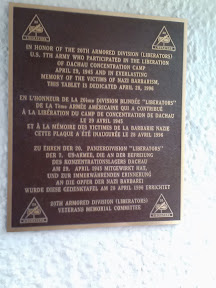 IN HONOR OF THE 20TH ARMORED DIVISION (LIBERATORS)
U.S. 7TH ARMY WHO PARTICIPATED IN THE LIBERATION
OF DACHAU CONCENTRATION CAMP
APRIL 29, 1945 AND IN EVERLASTING
MEMORY OF THE VICTIMS OF NAZI BARBARISM,
THIS TABLET IS DEDICATED APRIL 29, 1996
EN L'HONNEUR DE LA 20ème DIVISION BLINDÉE "LIBERATORS"
DE LA 7ème ARMÉE AMÉRICAINE QUI A CONTRIBUÉ
À LA LIBÉRATION DU CAMP DE CONCENTRATION DE DACHAU
LE 29 AVRIL 1945
ET À LA MÉMOIRE DES VICTIMES DE LA BARBARIE NAZIE
CETTE PLAQUE A ÉTÉ INAUGURÉE LE 29 AVRIL 1996
ZU EHREN DER 20. PANZERDIVISION "LIBERATORS"
DER 7. US-ARMEE, DIE AN DER BEFREIUNG
DES KONZENTRATIONSLAGERS DACHAU
AM 29. APRIL 1945 MITGEWIRKT HAT,
UND ZUR IMMERWÄHRENDEN ERINNERUNG
AN DIE OPFER DER NAZI BARBAREI
WURDE DIESE GEDENKTAFEL AM 29 APRIL 1996 ERRICHTET
20TH ARMORED DIVISION (LIBERATORS)
VETERANS MEMORIAL COMMITTEE